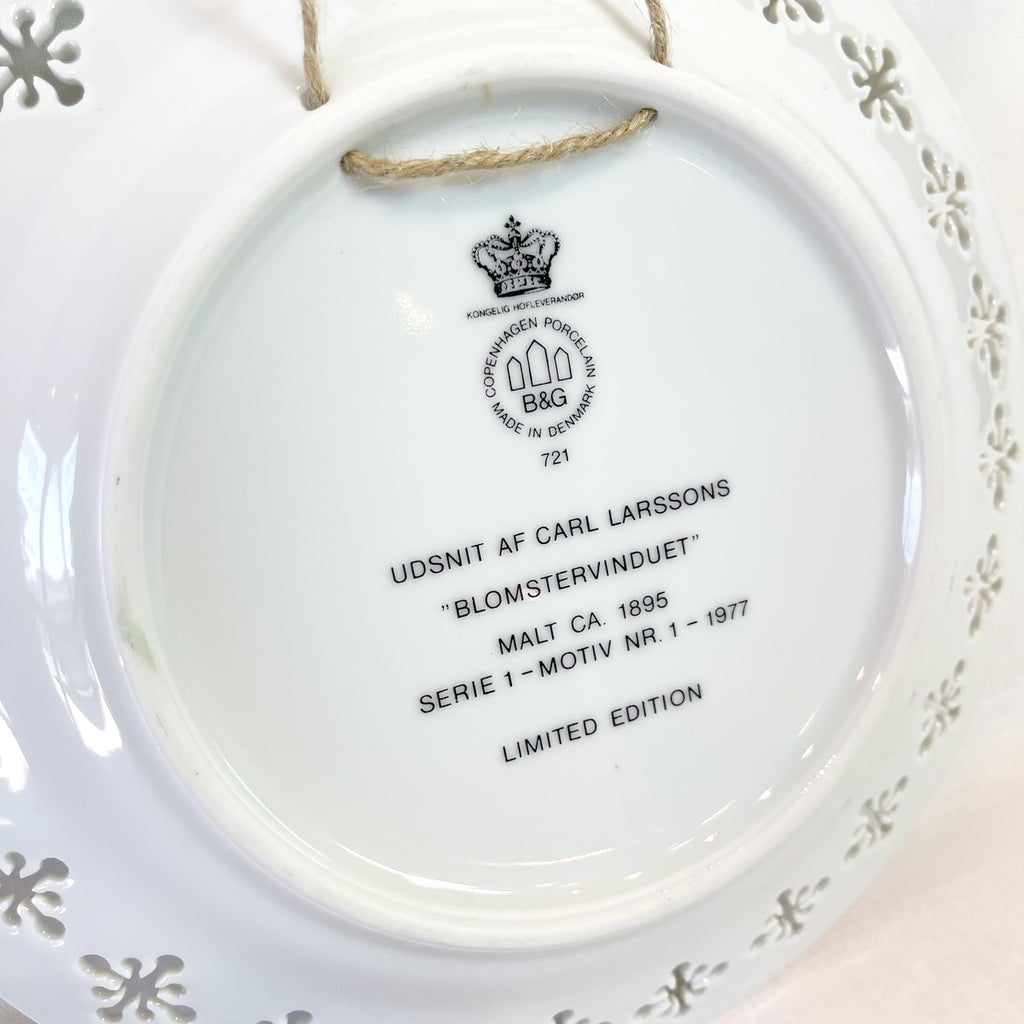 KONGELIG HOFLEVERANDØR
COPENHAGEN PORCELAIN
B&G
MADE IN DENMARK
721
UDSNIT AF CARL LARSSONS
"BLOMSTERVINDUET"
MALT CA. 1895
SERIE 1 – MOTIV NR. 1 – 1977
LIMITED EDITION